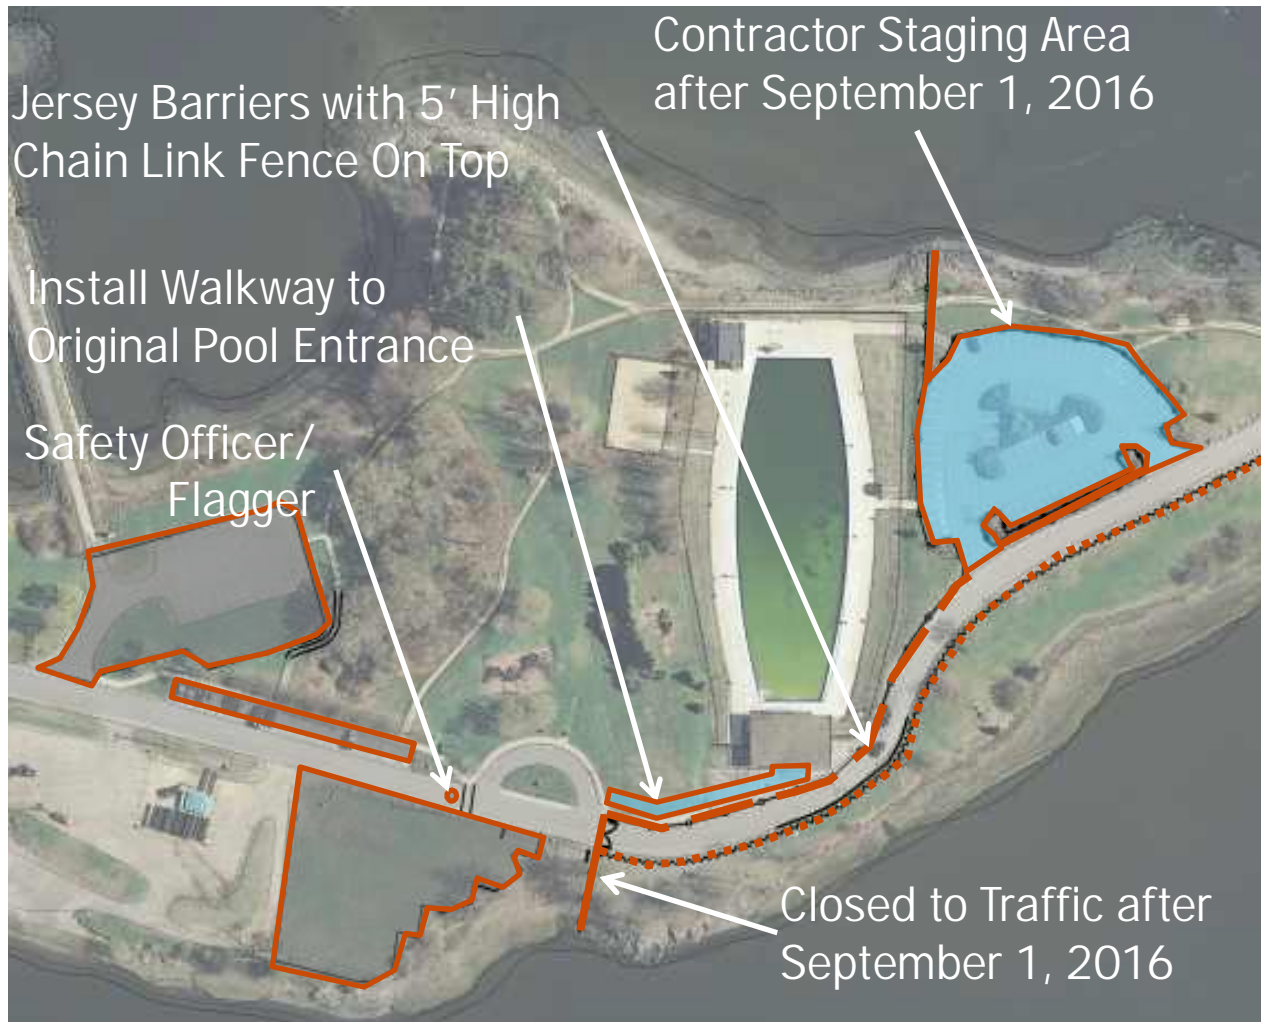 Contractor Staging Area
after September 1, 2016
Jersey Barriers with 5' High
Chain Link Fence On Top
Install Walkway to
Original Pool Entrance
Safety Officer/
Flagger
Closed to Traffic after
September 1, 2016